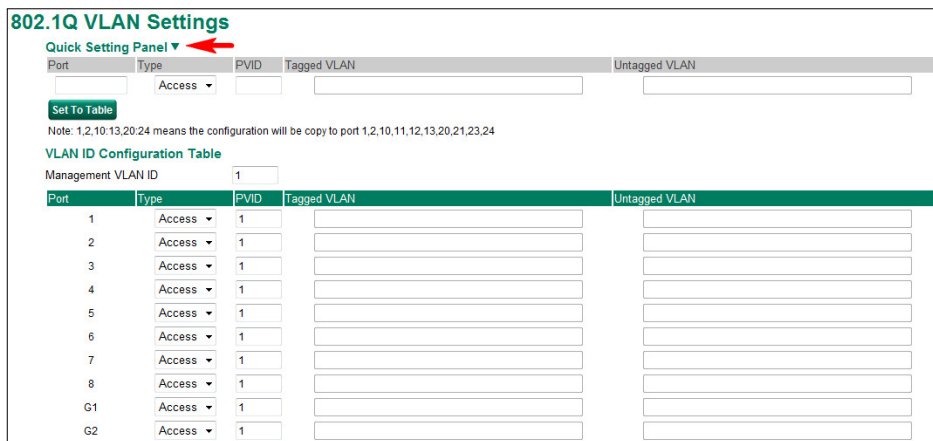 802.1Q VLAN Settings
Quick Setting Panel ▼
Port Type PVID Tagged VLAN Untagged VLAN
Access
Set To Table
Note: 1,2,10:13,20:24 means the configuration will be copy to port 1,2,10,11,12,13,20,21,23,24
VLAN ID Configuration Table
Management VLAN ID 1
Port Type PVID Tagged VLAN Untagged VLAN
1 Access 1
2 Access 1
3 Access 1
4 Access 1
5 Access 1
6 Access 1
7 Access 1
8 Access 1
G1 Access 1
G2 Access 1